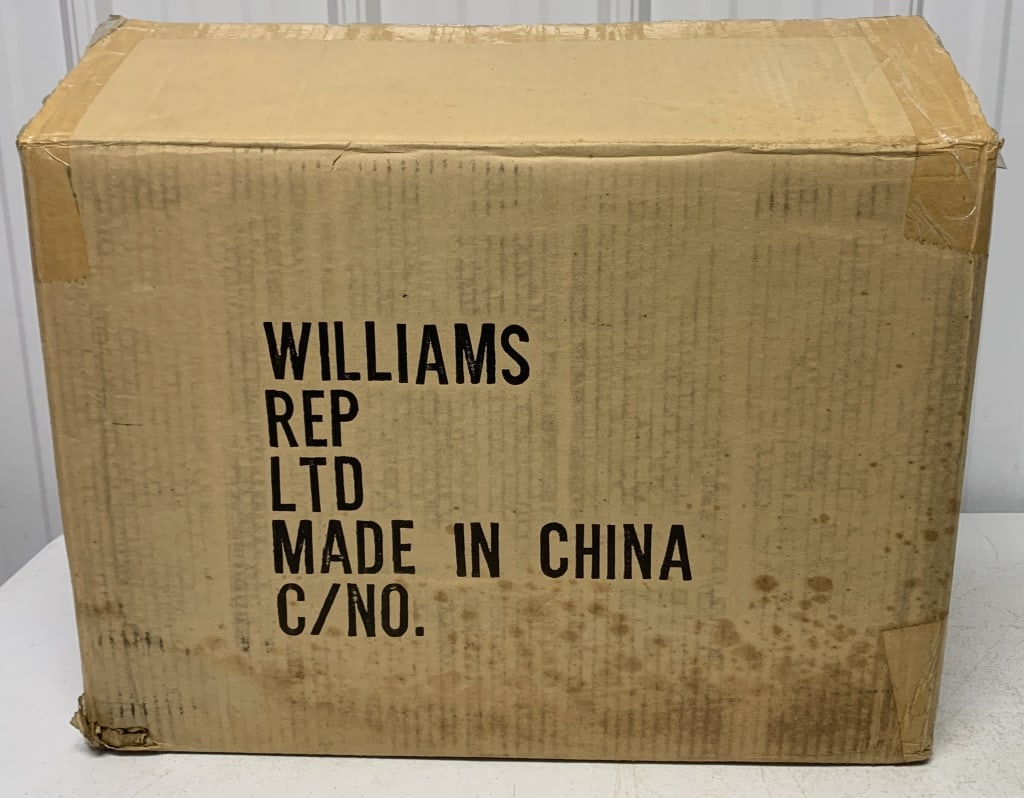 WILLIAMS
REP
LTD
MADE IN CHINA
C/NO.